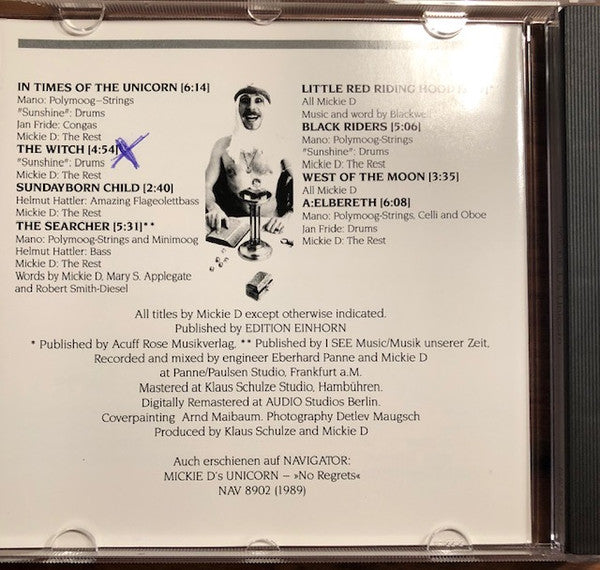 IN TIMES OF THE UNICORN [6:14]
Mano: Polymoog-Strings
"Sunshine": Drums
Jan Fride: Congas
Mickie D: The Rest
THE WITCH [4:54]
"Sunshine": Drums
Mickie D: The Rest
SUNDAYBORN CHILD [2:40]
Helmut Hattler: Amazing Flageolettbass
Mickie D: The Rest
THE SEARCHER [5:31]**
Mano: Polymoog-Strings and Minimoog
Helmut Hattler: Bass
Mickie D: The Rest
Words by Mickie D, Mary S. Applegate
and Robert Smith-Diesel
LITTLE RED RIDING HOOD
All Mickie D
Music and word by Blackwell
BLACK RIDERS [5:06]
Mano: Polymoog-Strings
"Sunshine": Drums
Mickie D: The Rest
WEST OF THE MOON [3:35]
All Mickie D
A:ELBERETH [6:08]
Mano: Polymoog-Strings, Celli and Oboe
Jan Fride: Drums
Mickie D: The Rest
All titles by Mickie D except otherwise indicated.
Published by EDITION EINHORN
* Published by Acuff Rose Musikverlag, ** Published by I SEE Music/Musik unserer Zeit,
Recorded and mixed by engineer Eberhard Panne and Mickie D
at Panne/Paulsen Studio, Frankfurt a.M.
Mastered at Klaus Schulze Studio, Hambühren.
Digitally Remastered at AUDIO Studios Berlin.
Coverpainting Arnd Maibaum. Photography Detlev Maugsch
Produced by Klaus Schulze and Mickie D
Auch erschienen auf NAVIGATOR:
MICKIE D's UNICORN – »No Regrets«
NAV 8902 (1989)